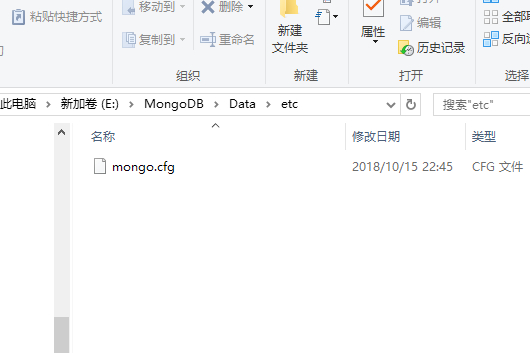 移动到
删除
打开
全部取
粘贴快捷方式
新建
文件夹
属性
编辑
复制到
重命名
历史记录
反向选
组织
新建
打开
选择
此电脑 > 新加卷 (E:) > MongoDB > Data > etc
搜索"etc"
名称
修改日期
类型
mongo.cfg
2018/10/15 22:45
CFG 文件